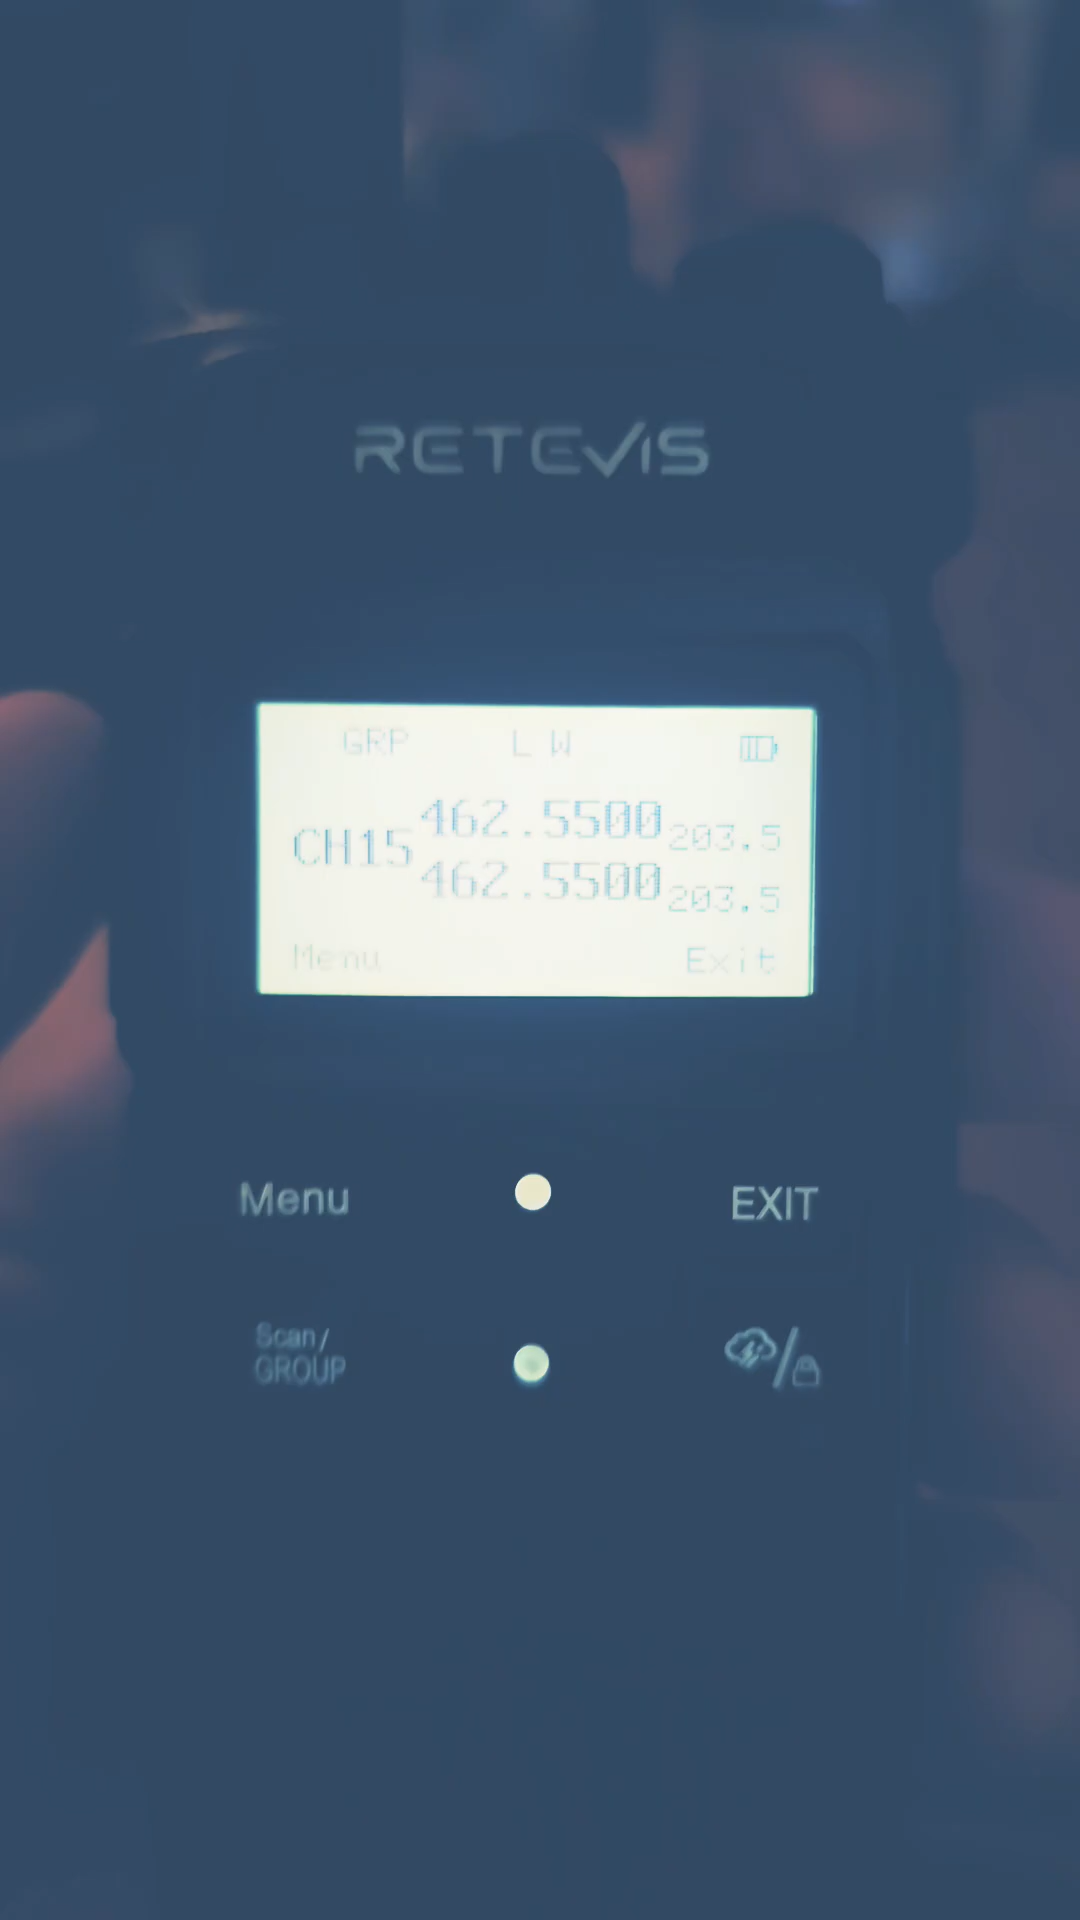 RETEVIS
GRP L W
CH15 462.5500 203.5
462.5500 203.5
Menu Exit
Menu EXIT
Scan/
GROUP